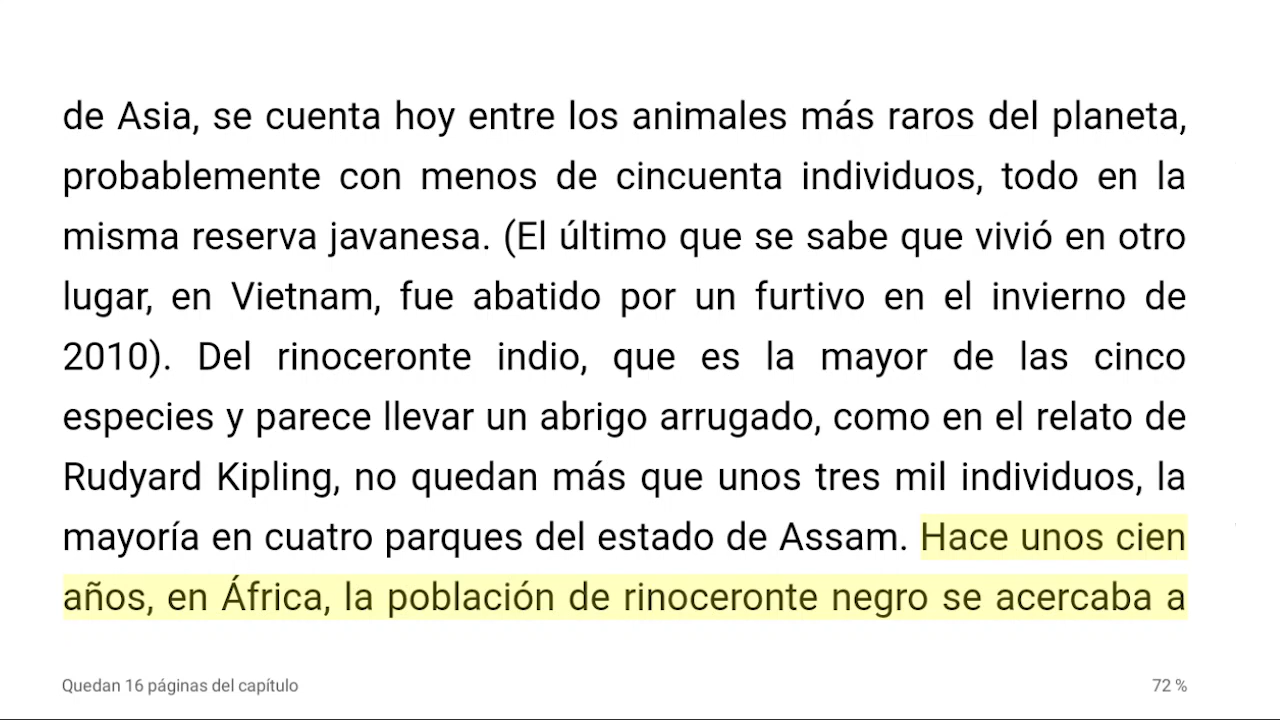 de Asia, se cuenta hoy entre los animales más raros del planeta,
probablemente con menos de cincuenta individuos, todo en la
misma reserva javanesa. (El último que se sabe que vivió en otro
lugar, en Vietnam, fue abatido por un furtivo en el invierno de
2010). Del rinoceronte indio, que es la mayor de las cinco
especies y parece llevar un abrigo arrugado, como en el relato de
Rudyard Kipling, no quedan más que unos tres mil individuos, la
mayoría en cuatro parques del estado de Assam. Hace unos cien
años, en África, la población de rinoceronte negro se acercaba a
Quedan 16 páginas del capítulo
72 %